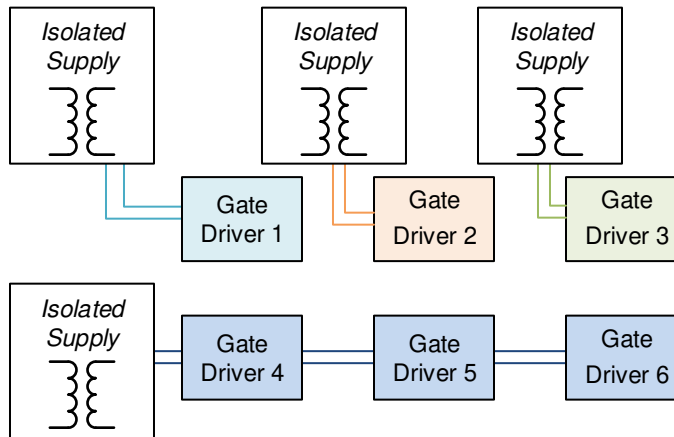 Isolated
Supply
Isolated
Supply
Isolated
Supply
Gate
Driver 1
Gate
Driver 2
Gate
Driver 3
Isolated
Supply
Gate
Driver 4
Gate
Driver 5
Gate
Driver 6